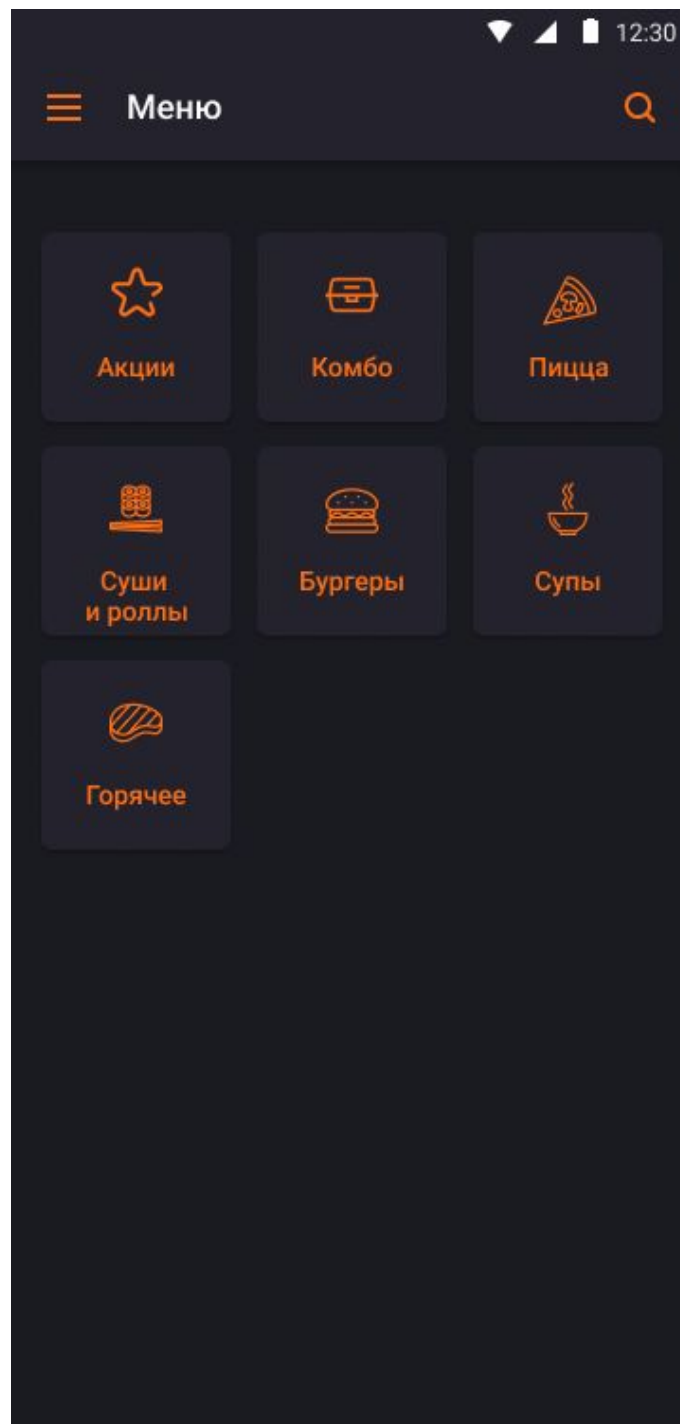 12:30
Меню
Акции
Комбо
Пицца
Суши
и роллы
Бургеры
Супы
Горячее